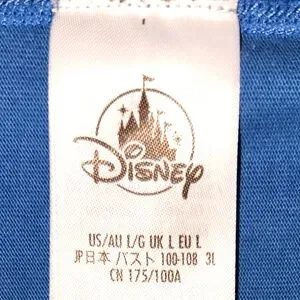 Disney
US/AU L/G UK L EU L
JP日本 バスト 100-108 3L
CN 175/100A